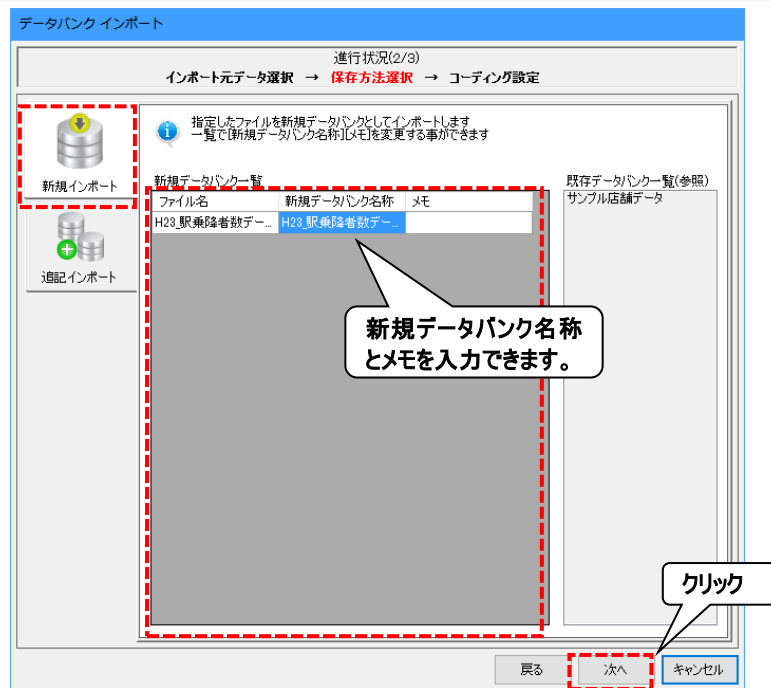 データバンク インポート
進行状況(2/3)
インポート元データ選択 → 保存方法選択 → コーディング設定
新規インポート
追記インポート
指定したファイルを新規データバンクとしてインポートします
一覧で[新規データバンク名称][メモ]を変更する事ができます
新規データバンク一覧
ファイル名 新規データバンク名称 メモ
H23_駅乗降者数デー... H23_駅乗降者数デー...
新規データバンク名称
とメモを入力できます。
既存データバンク一覧(参照)
サンプル店舗データ
クリック
戻る 次へ キャンセル